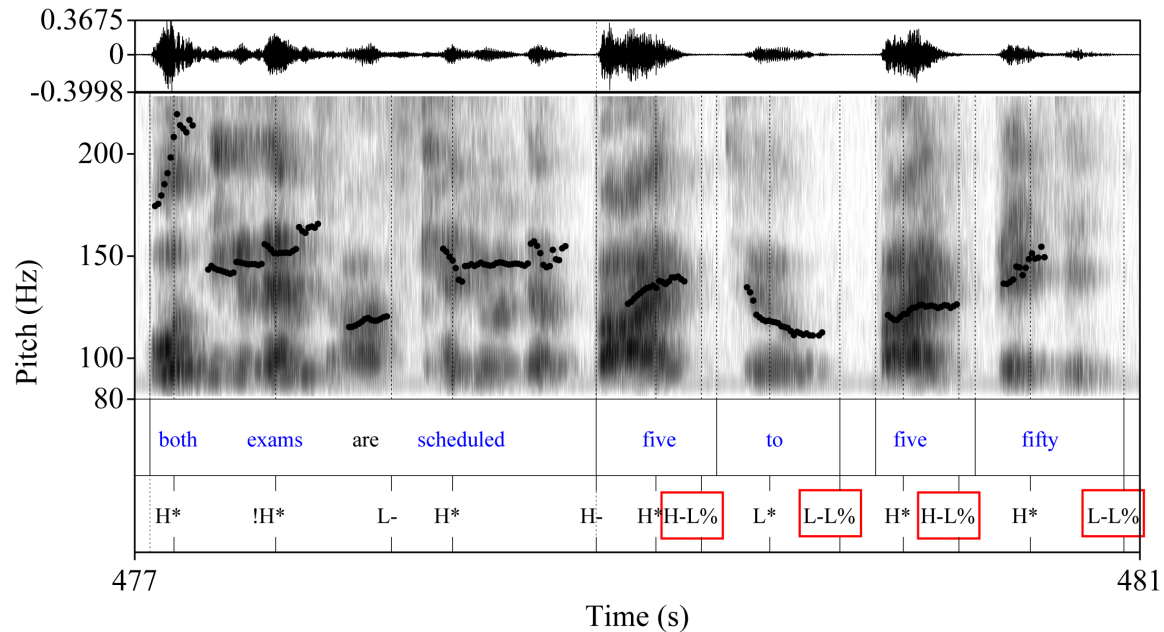 0.3675
0
-0.3998
200
150
100
80
Pitch (Hz)
both exams are scheduled five to five fifty
H* !H* L- H* H- H* H-L% L* L-L% H* H-L% H* L-L%
477 481
Time (s)